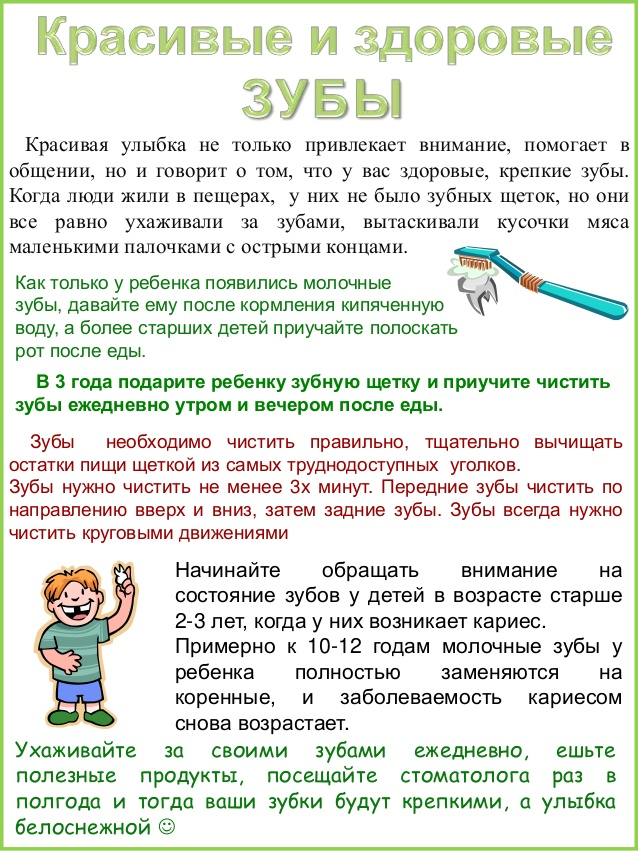 Красивые и здоровые
ЗУБЫ
Красивая улыбка не только привлекает внимание, помогает в
общении, но и говорит о том, что у вас здоровые, крепкие зубы.
Когда люди жили в пещерах, у них не было зубных щеток, но они
все равно ухаживали за зубами, вытаскивали кусочки мяса
маленькими палочками с острыми концами.
Как только у ребенка появились молочные
зубы, давайте ему после кормления кипяченную
воду, а более старших детей приучайте полоскать
рот после еды.
В 3 года подарите ребенку зубную щетку и приучите чистить
зубы ежедневно утром и вечером после еды.
Зубы необходимо чистить правильно, тщательно вычищать
остатки пищи щеткой из самых труднодоступных уголков.
Зубы нужно чистить не менее 3х минут. Передние зубы чистить по
направлению вверх и вниз, затем задние зубы. Зубы всегда нужно
чистить круговыми движениями
Начинайте обращать внимание на
состояние зубов у детей в возрасте старше
2-3 лет, когда у них возникает кариес.
Примерно к 10-12 годам молочные зубы у
ребенка полностью заменяются на
коренные, и заболеваемость кариесом
снова возрастает.
Ухаживайте за своими зубами ежедневно, ешьте
полезные продукты, посещайте стоматолога раз в
полгода и тогда ваши зубки будут крепкими, а улыбка
белоснежной ☺